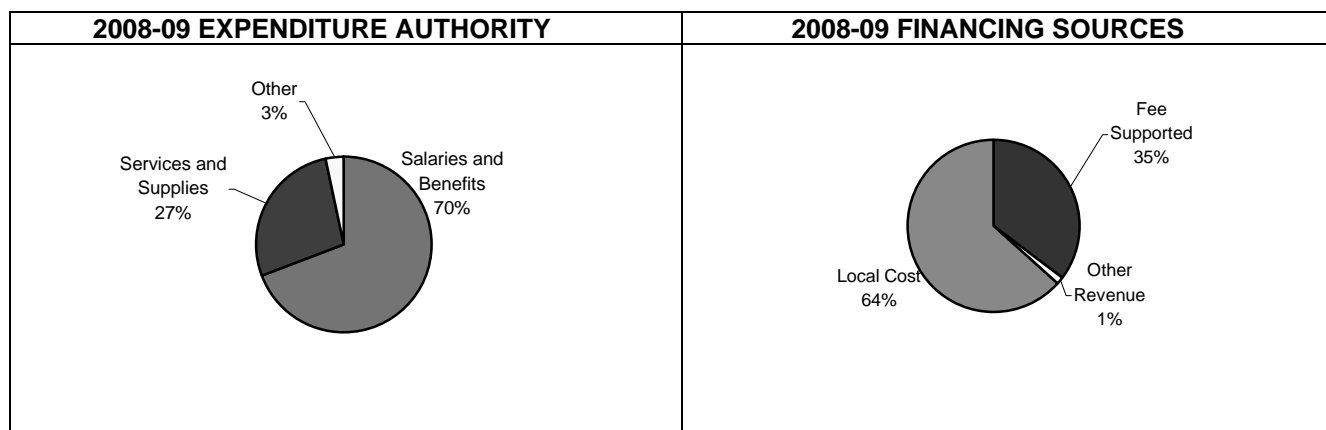 2008-09 EXPENDITURE AUTHORITY
Other
3%
Services and
Supplies
27%
Salaries and
Benefits
70%
2008-09 FINANCING SOURCES
Fee
Supported
35%
Local Cost
64%
Other
Revenue
1%